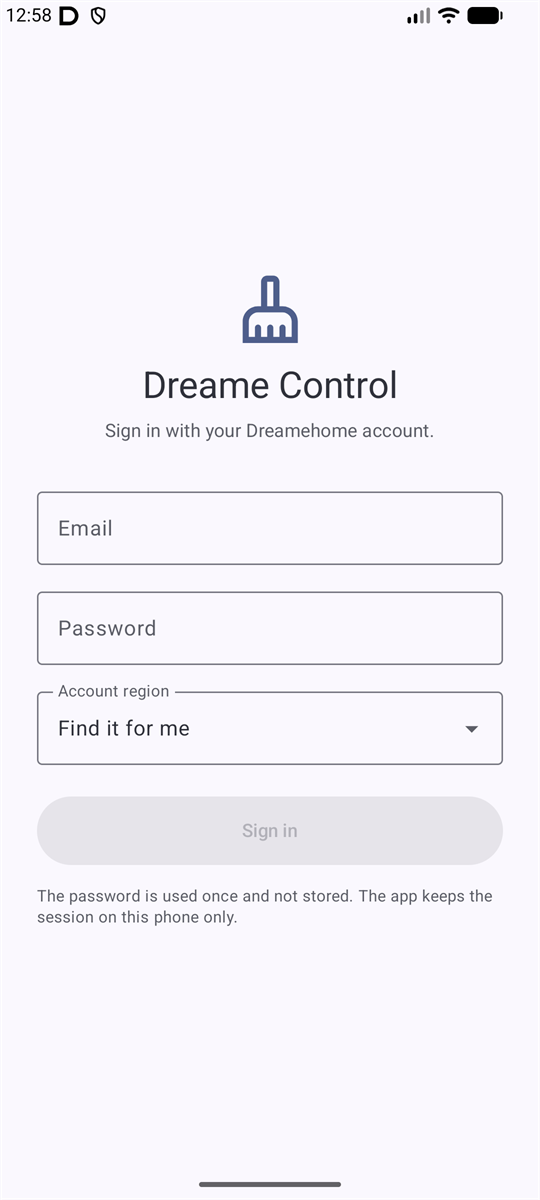 12:58
Dreame Control
Sign in with your Dreamehome account.
Email
Password
Account region
Find it for me
Sign in
The password is used once and not stored. The app keeps the
session on this phone only.